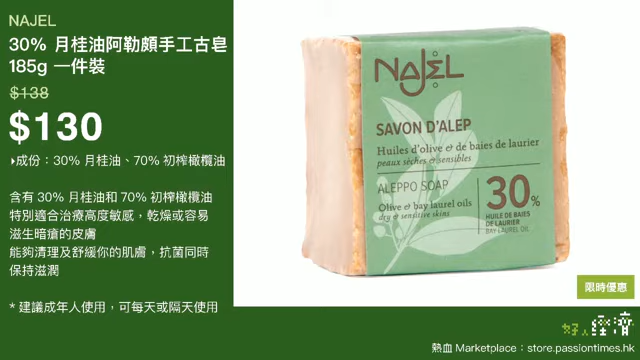 NAJEL
30% 月桂油阿勒頗手工古皂
185g 一件裝
$138
$130
▸成份：30% 月桂油、70% 初榨橄欖油
含有 30% 月桂油和 70% 初榨橄欖油
特別適合治療高度敏感，乾燥或容易
滋生暗瘡的皮膚
能夠清理及舒緩你的肌膚，抗菌同時
保持滋潤
* 建議成年人使用，可每天或隔天使用
NAJEL
SAVON D'ALEP
Huiles d'olive & de baies de laurier
peaux sèches & sensibles
ALEPPO SOAP
Olive & bay laurel oils
dry & sensitive skins
30%
HUILE DE BAIES
DE LAURIER
BAY LAUREL OIL
限時優惠
好人經濟
熱血 Marketplace：store.passiontimes.hk